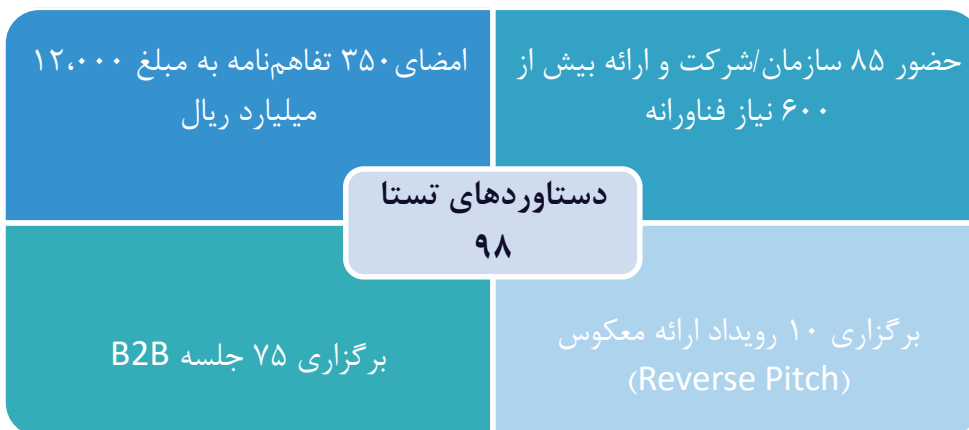 حضور ۸۵ سازمان/شرکت و ارائه بیش از
۶۰۰ نیاز فناورانه
امضای ۳۵۰ تفاهم‌نامه به مبلغ ۱۲،۰۰۰
میلیارد ریال
دستاوردهای تستا
۹۸
برگزاری ۱۰ رویداد ارائه معکوس
(Reverse Pitch)
برگزاری ۷۵ جلسه B2B